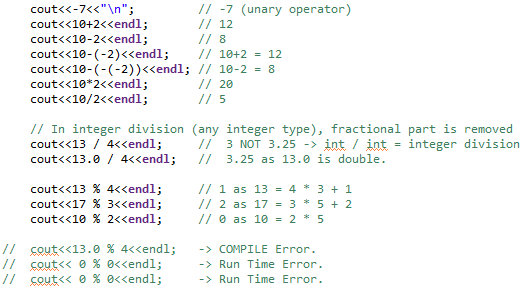 cout<<-7<<"\n";         // -7 (unary operator)
cout<<10+2<<endl;       // 12
cout<<10-2<<endl;       // 8
cout<<10-(-2)<<endl;    // 10+2 = 12
cout<<10-(-(-2))<<endl; // 10-2 = 8
cout<<10*2<<endl;       // 20
cout<<10/2<<endl;       // 5
// In integer division (any integer type), fractional part is removed
cout<<13 / 4<<endl;     //  3 NOT 3.25 -> int / int = integer division
cout<<13.0 / 4<<endl;   //  3.25 as 13.0 is double.
cout<<13 % 4<<endl;     // 1 as 13 = 4 * 3 + 1
cout<<17 % 3<<endl;     // 2 as 17 = 3 * 5 + 2
cout<<10 % 2<<endl;     // 0 as 10 = 2 * 5
//  cout<<13.0 % 4<<endl;   -> COMPILE Error.
//  cout<< 0 % 0<<endl;     -> Run Time Error.
//  cout<< 0 % 0<<endl;     -> Run Time Error.